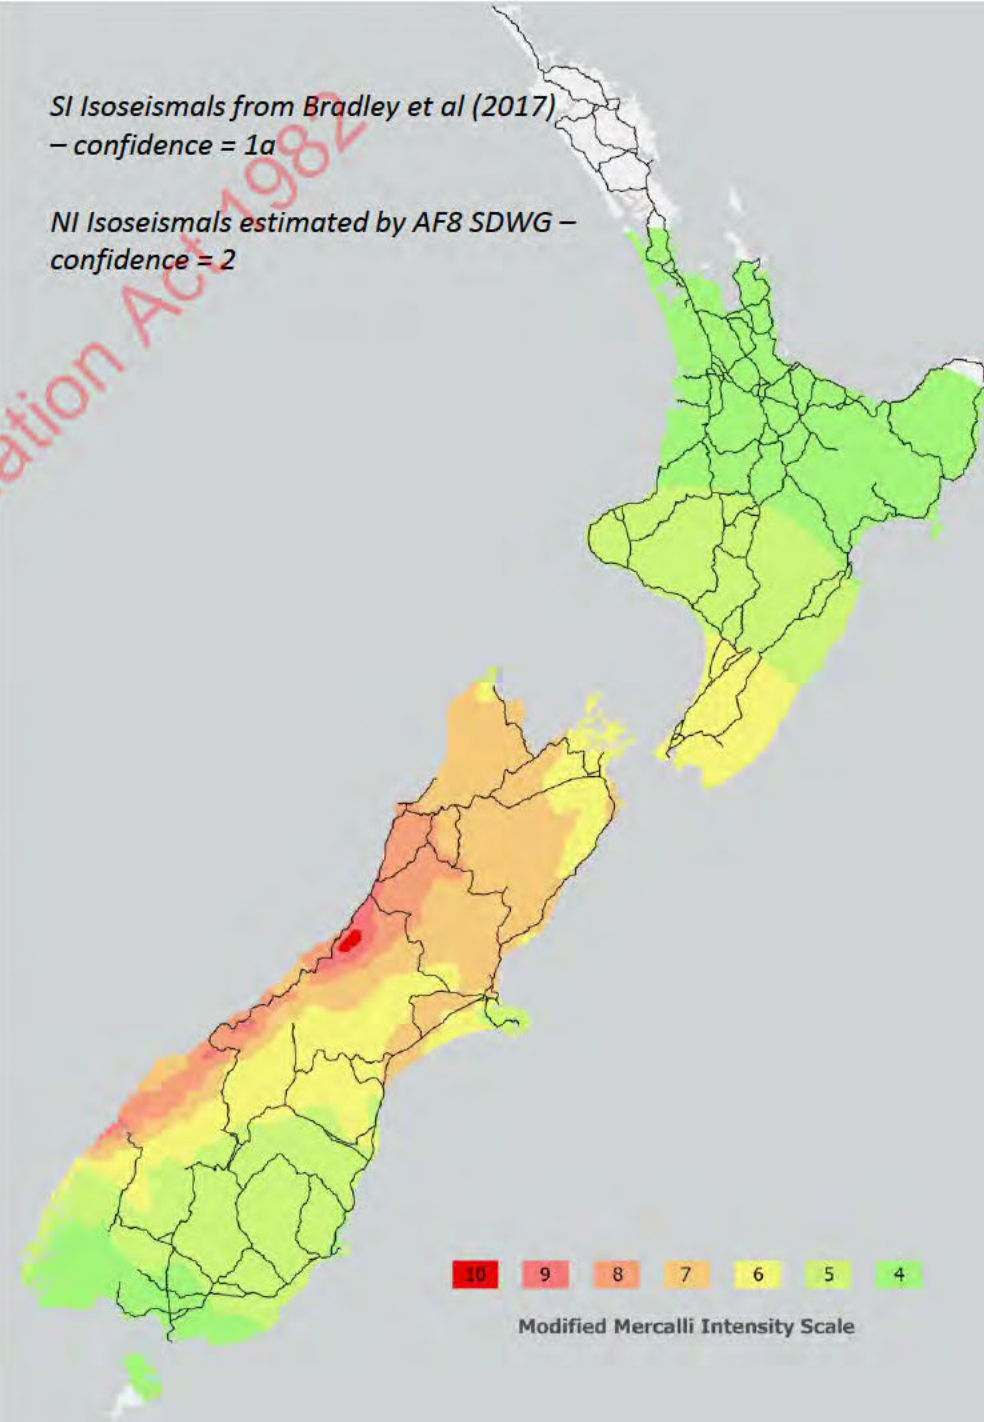 SI Isoseismals from Bradley et al (2017)
– confidence = 1a
NI Isoseismals estimated by AF8 SDWG –
confidence = 2
ation Act 1982
10 9 8 7 6 5 4
Modified Mercalli Intensity Scale